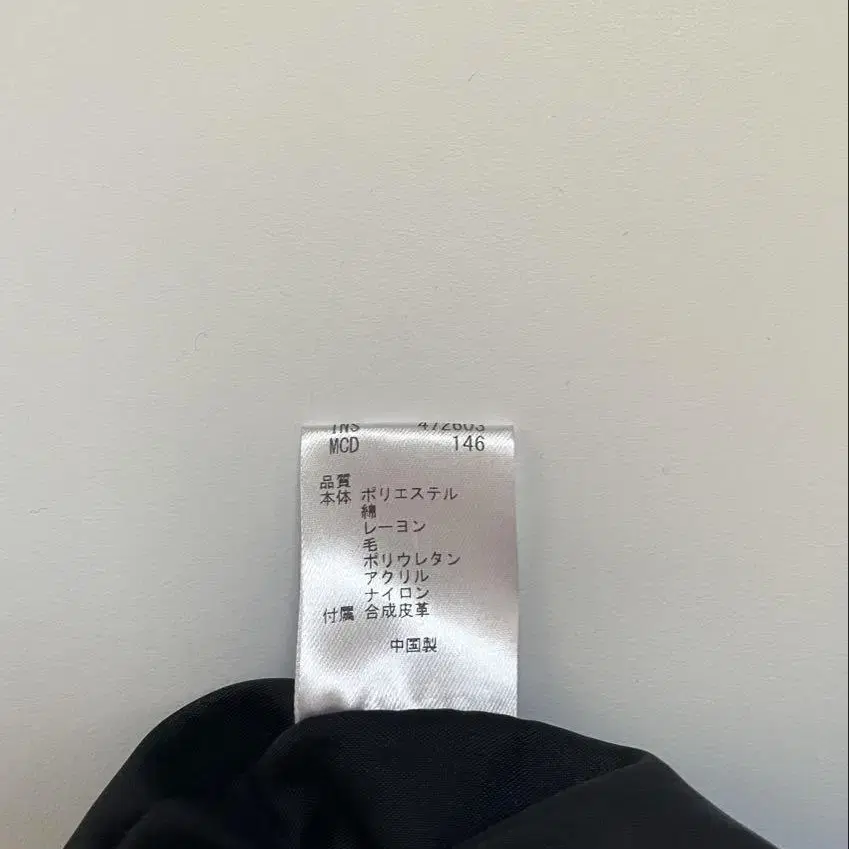 INS 472603
MCD 146
品質
本体 ポリエステル
綿
レーヨン
毛
ポリウレタン
アクリル
ナイロン
付属 合成皮革
中国製